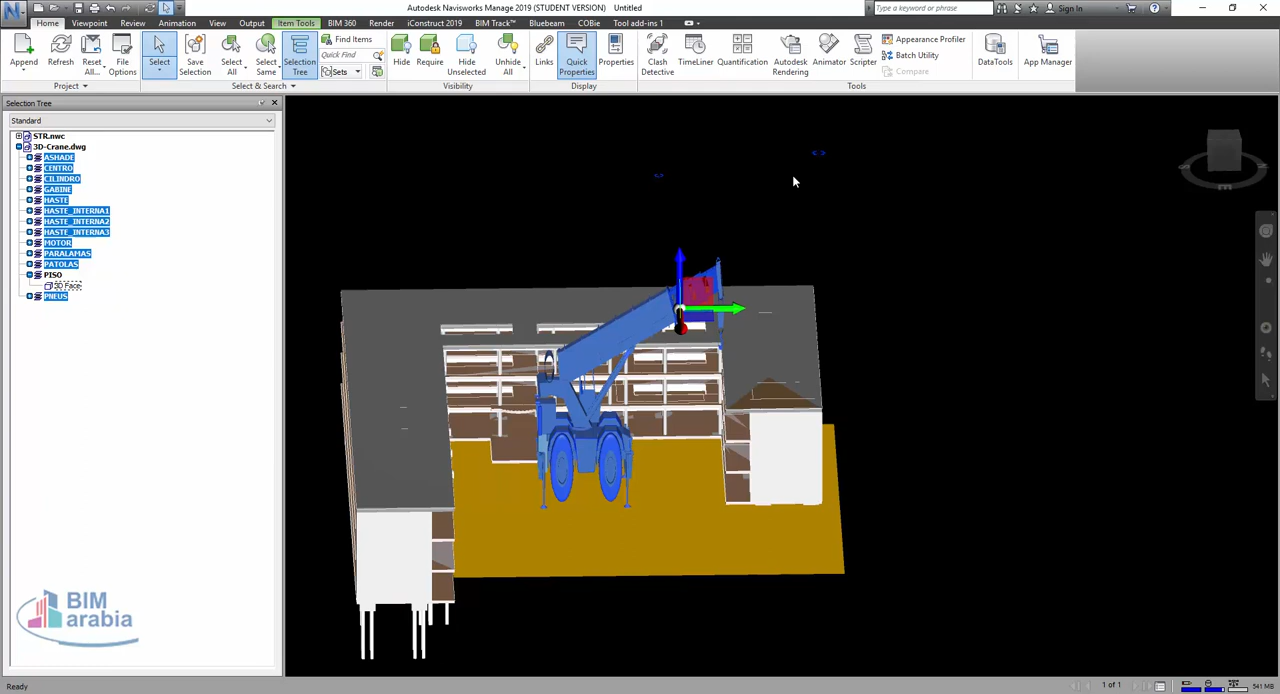 Autodesk Navisworks Manage 2019 (STUDENT VERSION) Untitled
Type a keyword or phrase
Sign In
Home Viewpoint Review Animation View Output Item Tools BIM 360 Render iConstruct 2019 BIM Track™ Bluebeam COBie Tool add-ins 1
Append
Refresh
Reset All...
File Options
Project
Select
Save Selection
Select All
Select Same
Selection Tree
Find Items
Quick Find
Sets
Select & Search
Hide
Require
Hide Unselected
Unhide All
Visibility
Links
Quick Properties
Properties
Display
Clash Detective
TimeLiner
Quantification
Autodesk Rendering
Animator
Scripter
Appearance Profiler
Batch Utility
Compare
Tools
DataTools
App Manager
Selection Tree
Standard
STR.nwc
3D-Crane.dwg
ASHADE
CENTRO
CILINDRO
GABINE
HASTE
HASTE_INTERNA1
HASTE_INTERNA2
HASTE_INTERNA3
MOTOR
PARALAMAS
PATOLAS
PISO
3D Face
PNEUS
BIM
arabia
Ready
1 of 1
541 MB